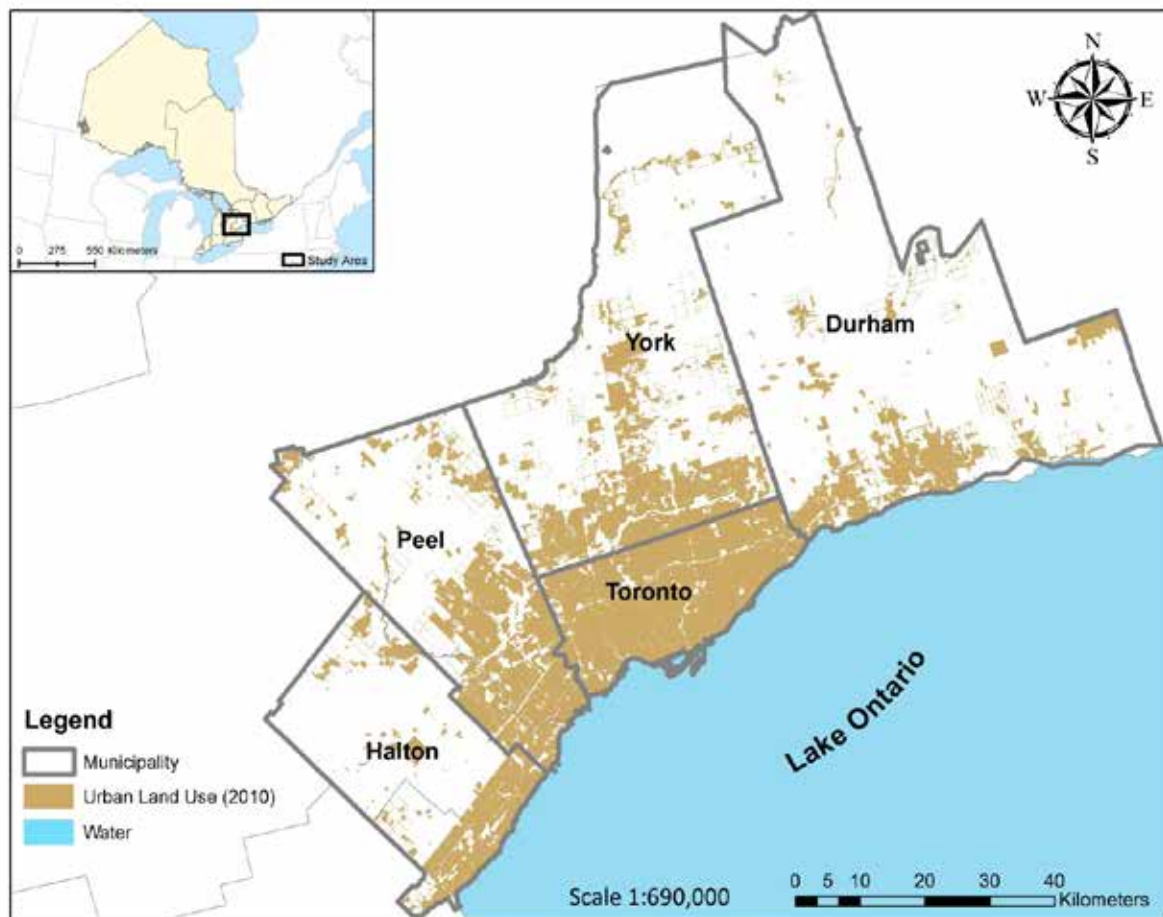 0 275 550 Kilometers
Study Area
N
W E
S
York
Durham
Peel
Toronto
Halton
Lake Ontario
Legend
Municipality
Urban Land Use (2010)
Water
Scale 1:690,000
0 5 10 20 30 40
Kilometers